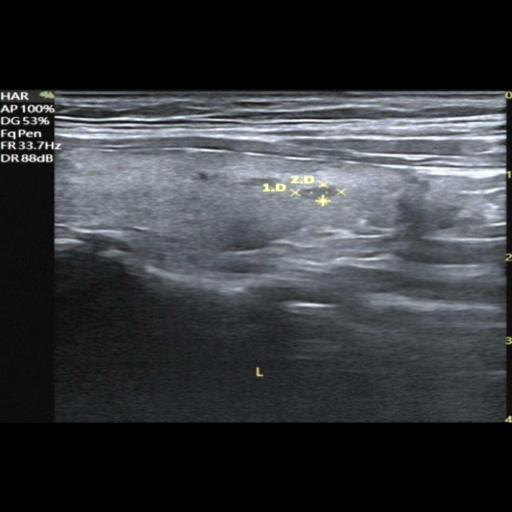 HAR
AP 100%
DG 53%
Fq Pen
FR 33.7Hz
DR 88dB
0
1
2.D
1.D
2
3
L
4